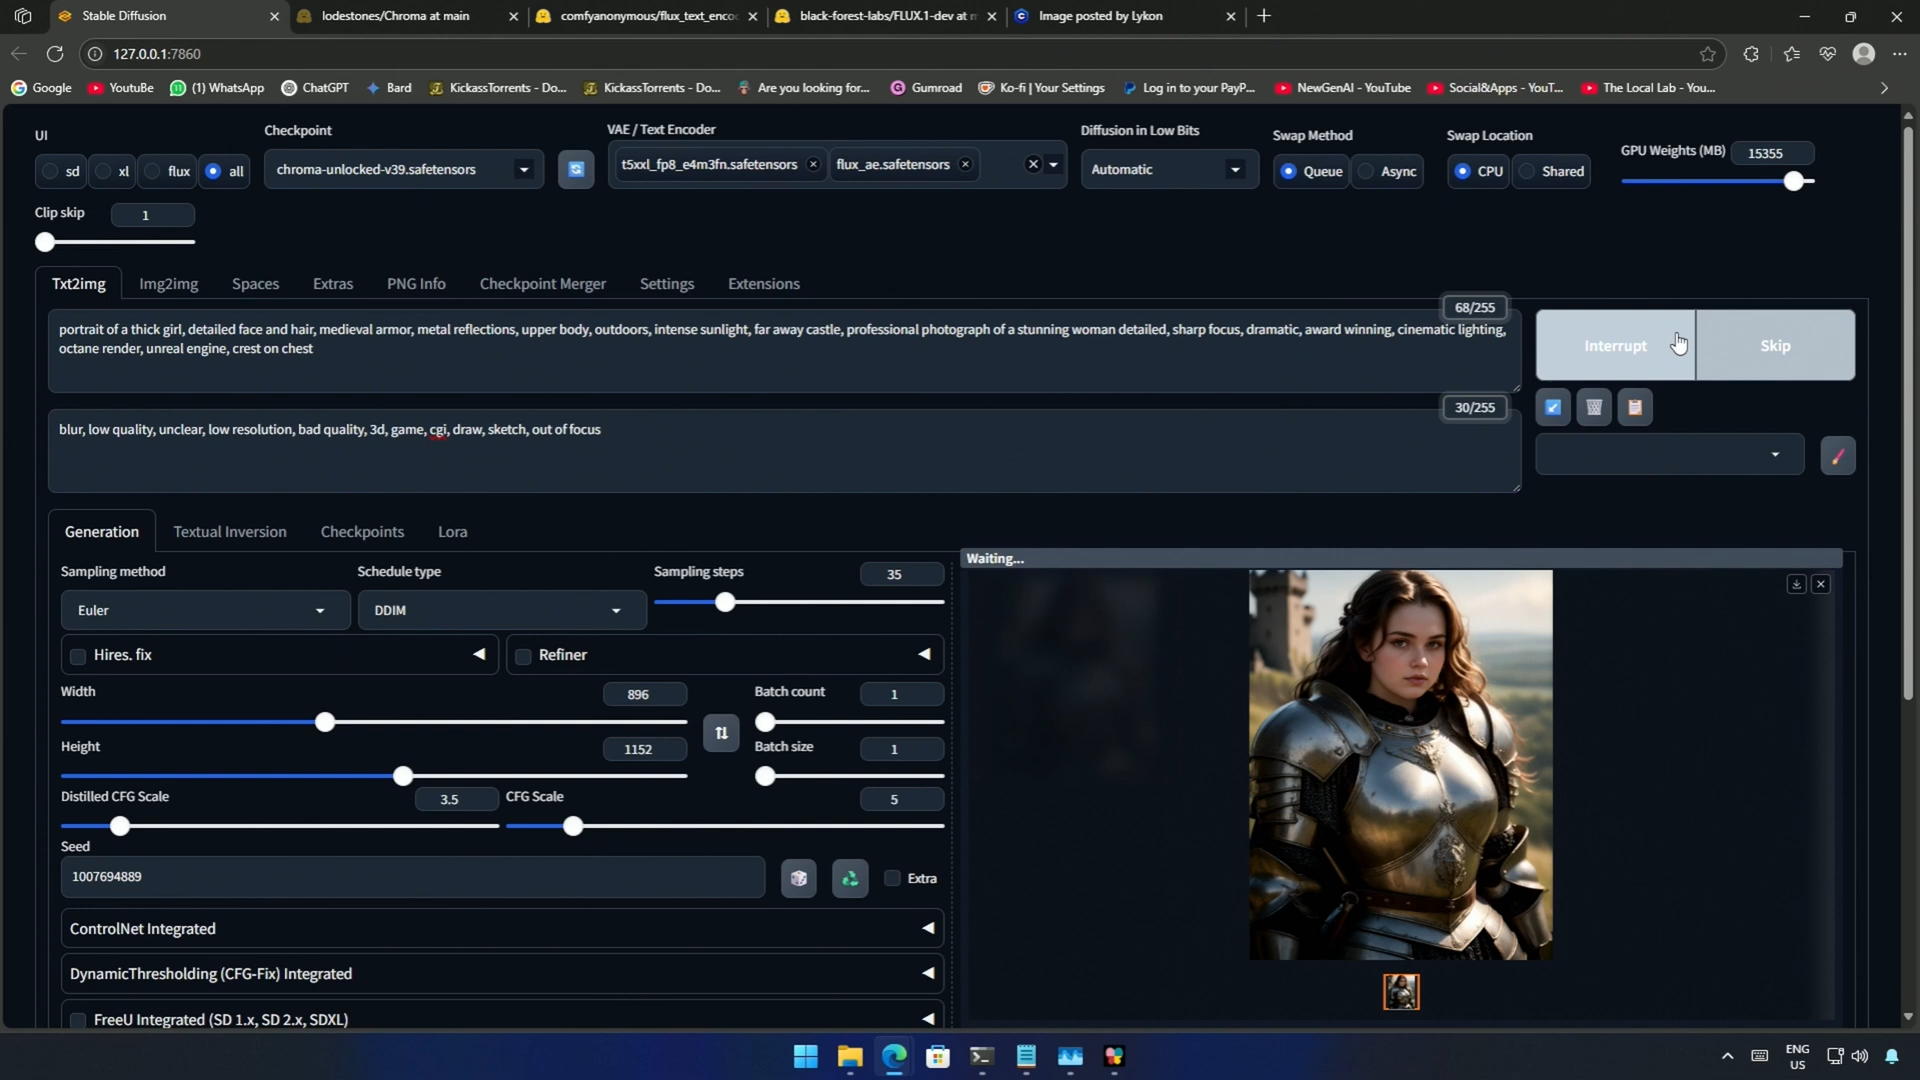 Stable Diffusion
lodestones/Chroma at main
comfyanonymous/flux_text_enco
black-forest-labs/FLUX.1-dev at m
Image posted by Lykon
127.0.0.1:7860
Google
YouTube
(1) WhatsApp
ChatGPT
Bard
KickassTorrents - Do...
KickassTorrents - Do...
Are you looking for...
Gumroad
Ko-fi | Your Settings
Log in to your PayP...
NewGenAI - YouTube
Social&Apps - YouT...
The Local Lab - You...
UI
Checkpoint
VAE / Text Encoder
Diffusion in Low Bits
Swap Method
Swap Location
GPU Weights (MB)
15355
sd
xl
flux
all
chroma-unlocked-v39.safetensors
t5xxl_fp8_e4m3fn.safetensors
flux_ae.safetensors
Automatic
Queue
Async
CPU
Shared
Clip skip
1
Txt2img
Img2img
Spaces
Extras
PNG Info
Checkpoint Merger
Settings
Extensions
68/255
portrait of a thick girl, detailed face and hair, medieval armor, metal reflections, upper body, outdoors, intense sunlight, far away castle, professional photograph of a stunning woman detailed, sharp focus, dramatic, award winning, cinematic lighting,
octane render, unreal engine, crest on chest
Interrupt
Skip
30/255
blur, low quality, unclear, low resolution, bad quality, 3d, game, cgi, draw, sketch, out of focus
Generation
Textual Inversion
Checkpoints
Lora
Waiting...
Sampling method
Schedule type
Sampling steps
35
Euler
DDIM
Hires. fix
Refiner
Width
896
Batch count
1
Height
1152
Batch size
1
Distilled CFG Scale
3.5
CFG Scale
5
Seed
1007694889
Extra
ControlNet Integrated
DynamicThresholding (CFG-Fix) Integrated
FreeU Integrated (SD 1.x, SD 2.x, SDXL)
ENG
US